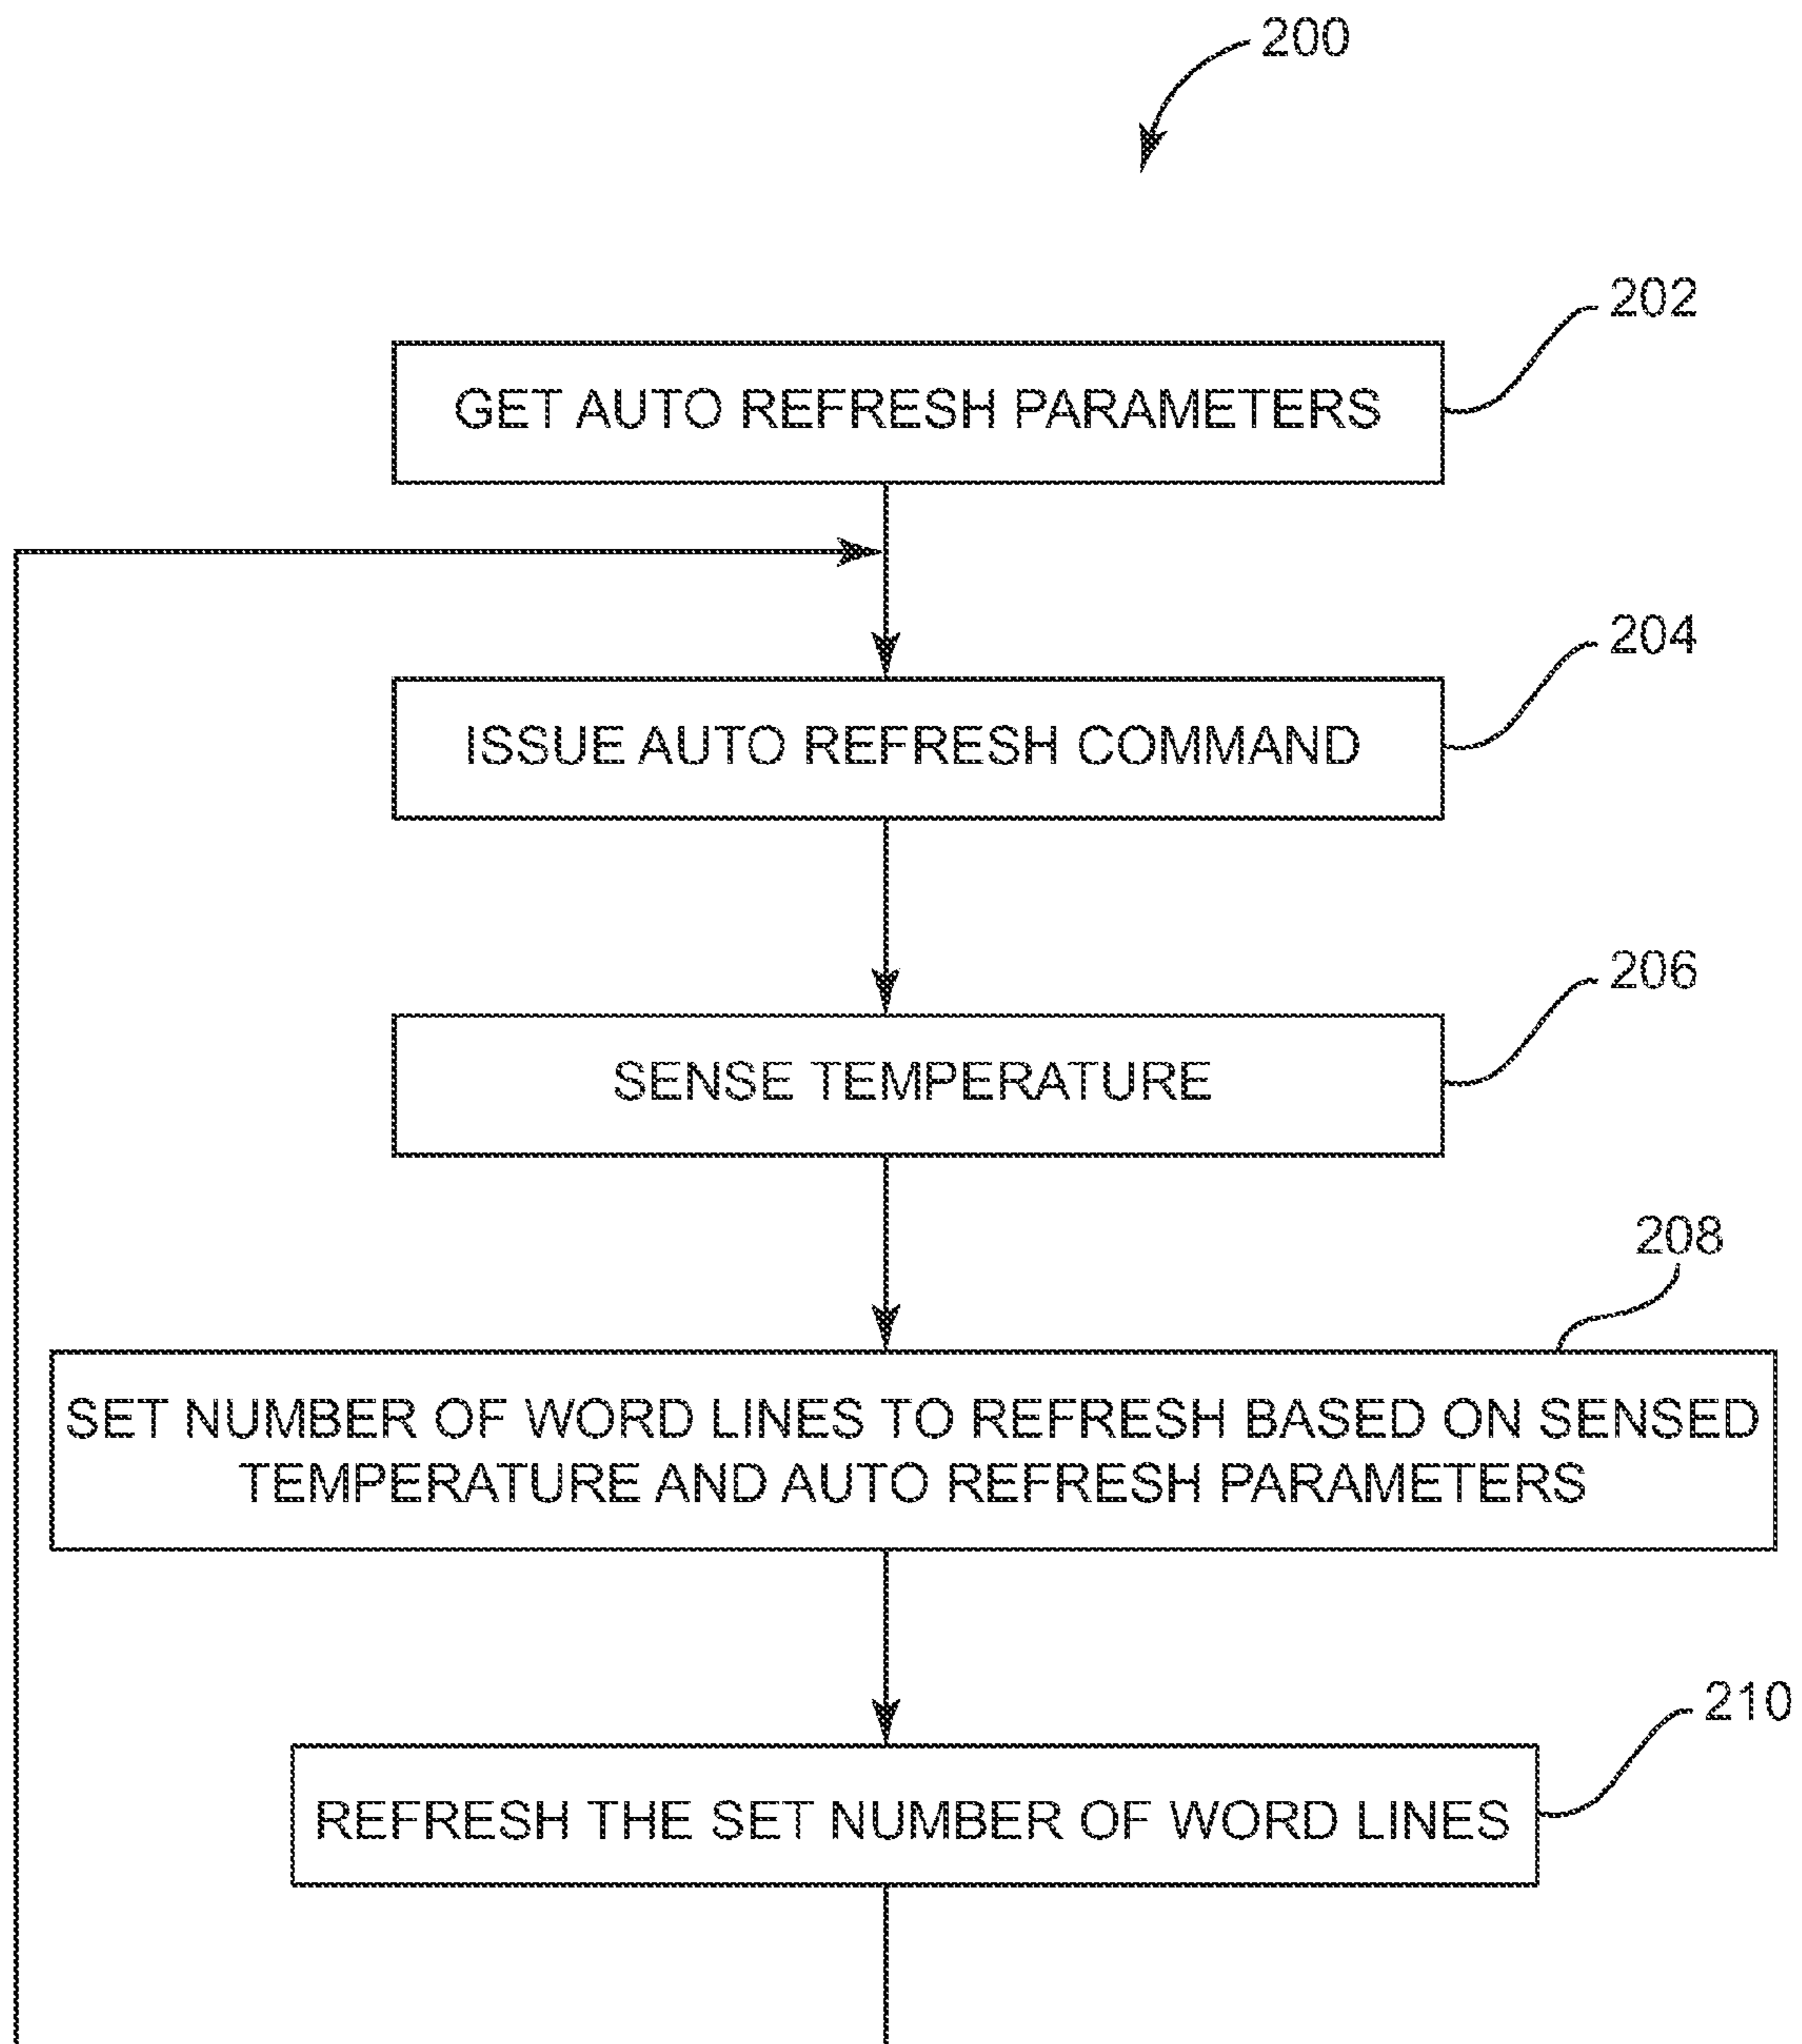 200
202
GET AUTO REFRESH PARAMETERS
204
ISSUE AUTO REFRESH COMMAND
206
SENSE TEMPERATURE
208
SET NUMBER OF WORD LINES TO REFRESH BASED ON SENSED
TEMPERATURE AND AUTO REFRESH PARAMETERS
210
REFRESH THE SET NUMBER OF WORD LINES